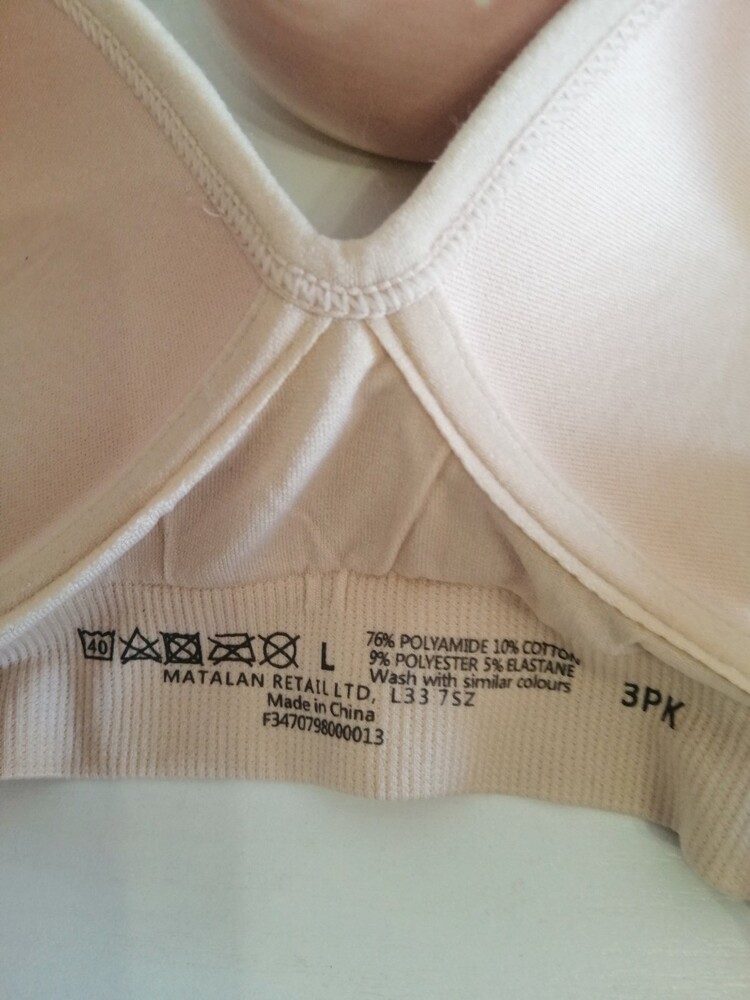 40 L
76% POLYAMIDE 10% COTTON
9% POLYESTER 5% ELASTANE
Wash with similar colours
MATALAN RETAIL LTD, L33 7SZ
Made in China
F3470798000013
3PK